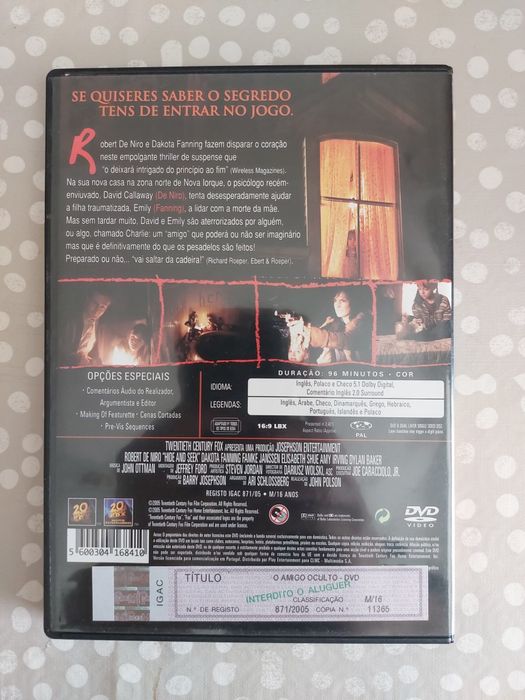 SE QUISERES SABER O SEGREDO
TENS DE ENTRAR NO JOGO.
Robert De Niro e Dakota Fanning fazem disparar o coração
neste empolgante thriller de suspense que
"o deixará intrigado do princípio ao fim" (Wireless Magazines).
Na sua nova casa na zona norte de Nova Iorque, o psicólogo recém-
enviuvado, David Callaway (De Niro), tenta desesperadamente ajudar
a filha traumatizada, Emily (Fanning), a lidar com a morte da mãe.
Mas sem tardar muito, David e Emily são aterrorizados por alguém,
ou algo, chamado Charlie: um "amigo" que poderá ou não ser imaginário
mas que é definitivamente do que os pesadelos são feitos!
Preparado ou não... "vai saltar da cadeira!" (Richard Roeper, Ebert & Roeper).
OPÇÕES ESPECIAIS
• Comentários Áudio do Realizador,
Argumentista e Editor
• Making Of Featurette • Cenas Cortadas
• Pre-Vis Sequences
DURAÇÃO: 96 MINUTOS • COR
IDIOMA:
Inglês, Polaco e Checo 5.1 Dolby Digital,
Comentário Inglês 2.0 Surround
LEGENDAS:
Inglês, Árabe, Checo, Dinamarquês, Grego, Hebraico,
Português, Islandês e Polaco
16:9 LBX
PAL
TWENTIETH CENTURY FOX APRESENTA UMA PRODUÇÃO JOSEPHSON ENTERTAINMENT
ROBERT DE NIRO "HIDE AND SEEK" DAKOTA FANNING FAMKE JANSSEN ELISABETH SHUE AMY IRVING DYLAN BAKER
MÚSICA DE JOHN OTTMAN JEFFREY FORD STEVEN JORDAN DARIUSZ WOLSKI, ASC JOE CARACCIOLO, JR.
PRODUÇÃO BARRY JOSEPHSON ARGUMENTO DE ARI SCHLOSSBERG REALIZAÇÃO JOHN POLSON
REGISTO IGAC 871/05 • M/16 ANOS
DVD
VIDEO
5 600304 168410
IGAC
TÍTULO
O AMIGO OCULTO - DVD
INTERDITO O ALUGUER
CLASSIFICAÇÃO
M/16
N.º DE REGISTO
871/2005
CÓPIA N.º
11365